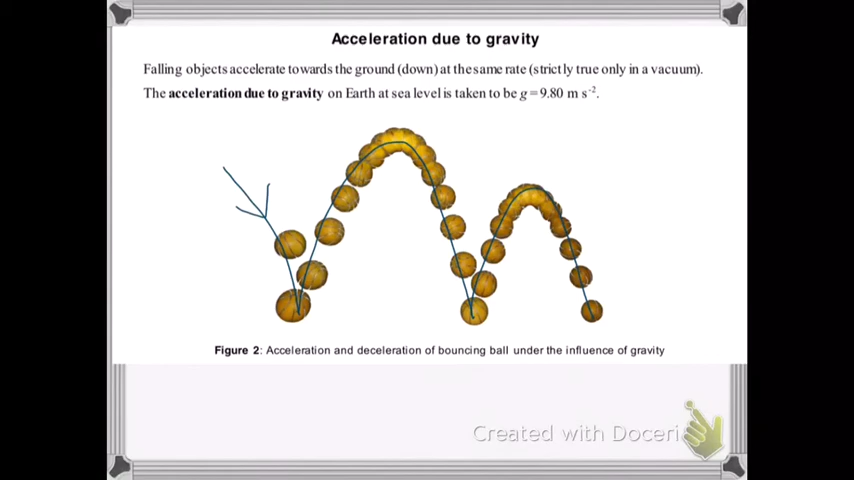 Acceleration due to gravity
Falling objects accelerate towards the ground (down) at the same rate (strictly true only in a vacuum).
The acceleration due to gravity on Earth at sea level is taken to be g = 9.80 m s⁻².
Figure 2: Acceleration and deceleration of bouncing ball under the influence of gravity
Created with Doceri